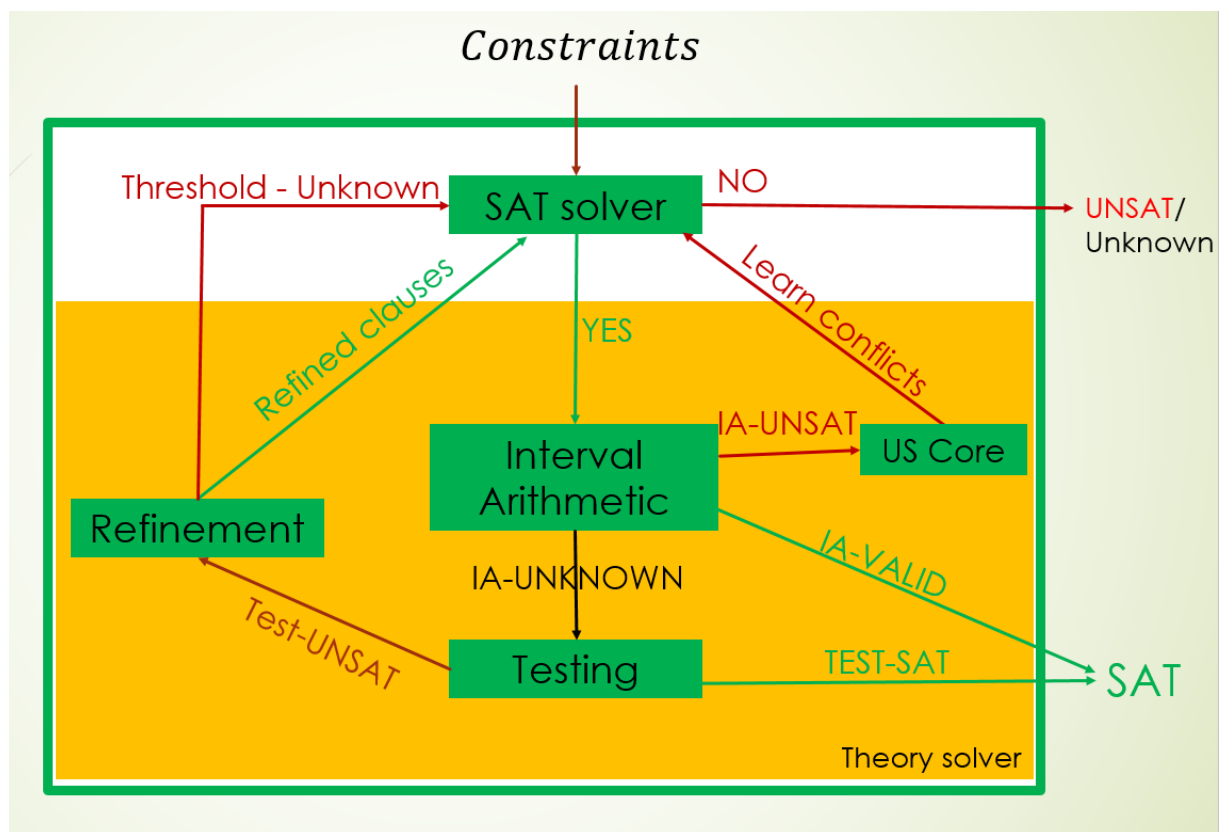 Constraints
Threshold - Unknown
NO
SAT solver
UNSAT/
Unknown
Refined clauses
Learn conflicts
YES
IA-UNSAT
Interval
Arithmetic
US Core
Refinement
IA-UNKNOWN
IA-VALID
Test-UNSAT
Testing
TEST-SAT
SAT
Theory solver